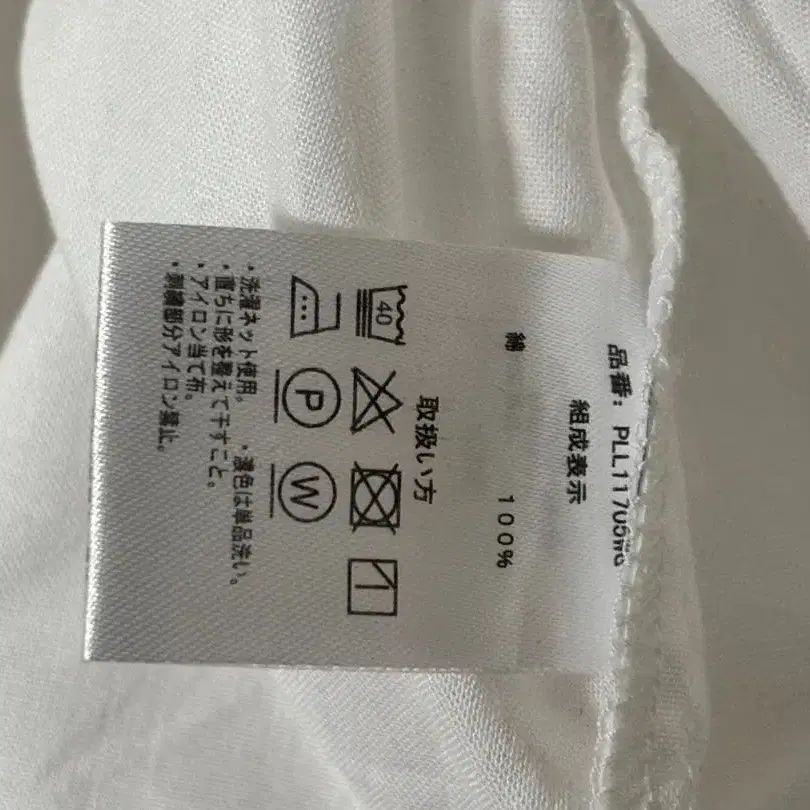 品番: PLL11705WG
組成表示
綿 100%
取扱い方
40
P W
・洗濯ネット使用。 ・濃色は単品洗い。
・直ちに形を整えて干すこと。
・アイロン当て布。
・刺繍部分アイロン禁止。